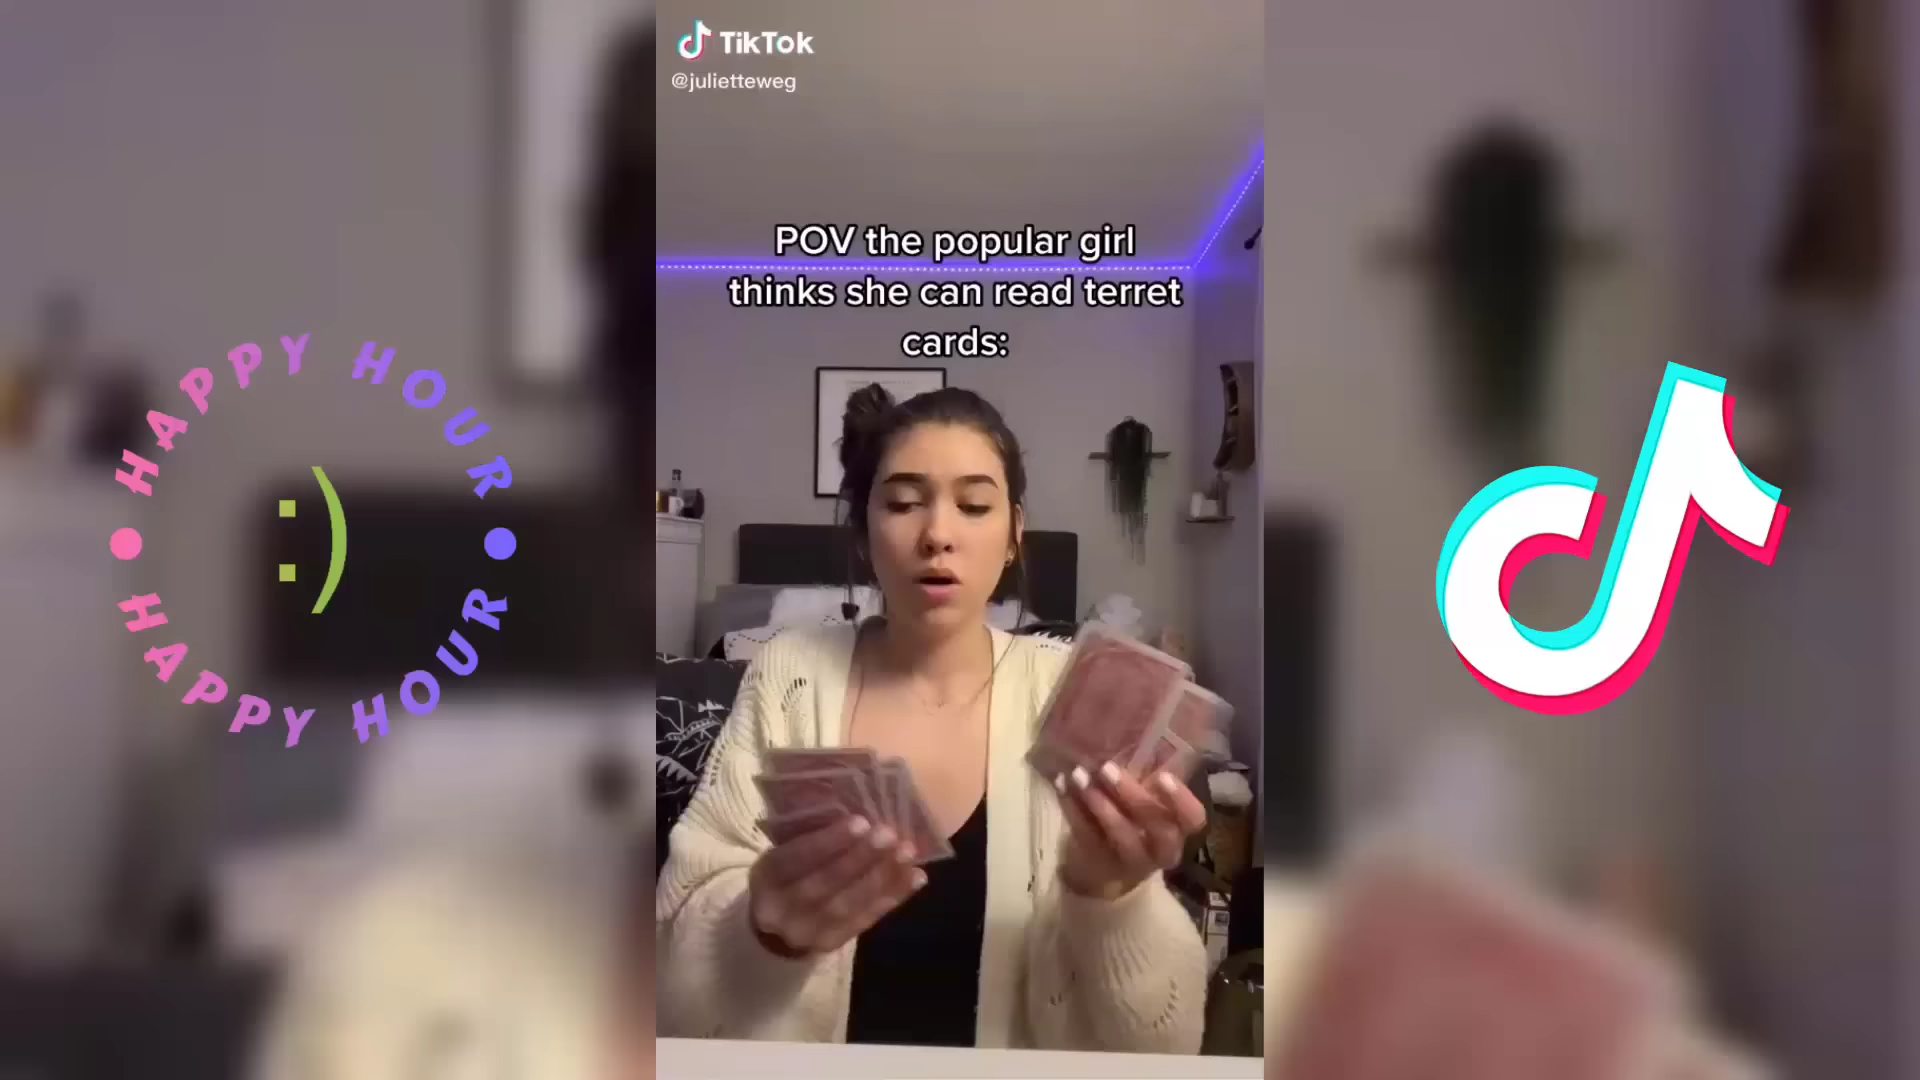 TikTok
@julietteweg
POV the popular girl
thinks she can read terret
cards:
HAPPY HOUR
:)
HAPPY HOUR